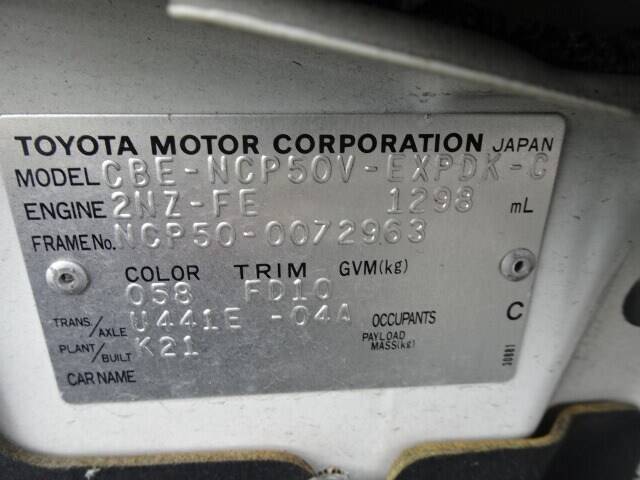 TOYOTA MOTOR CORPORATION JAPAN
MODEL CBE-NCP50V-EXPDK-C
ENGINE 2NZ-FE 1298 mL
FRAME No. NCP50-0072963
COLOR TRIM GVM(kg)
058 FD10
TRANS/AXLE U441E -04A OCCUPANTS C
PLANT/BUILT K21 PAYLOAD MASS(kg)
CAR NAME